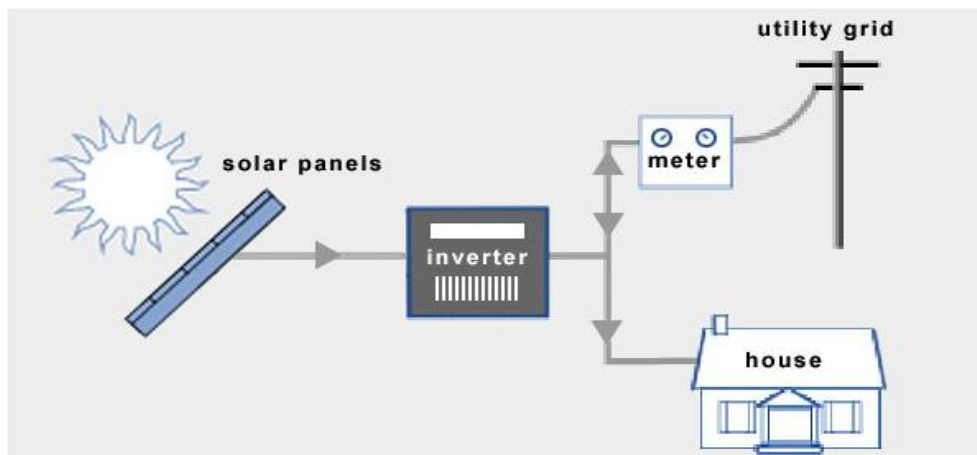 utility grid
solar panels
meter
inverter
house